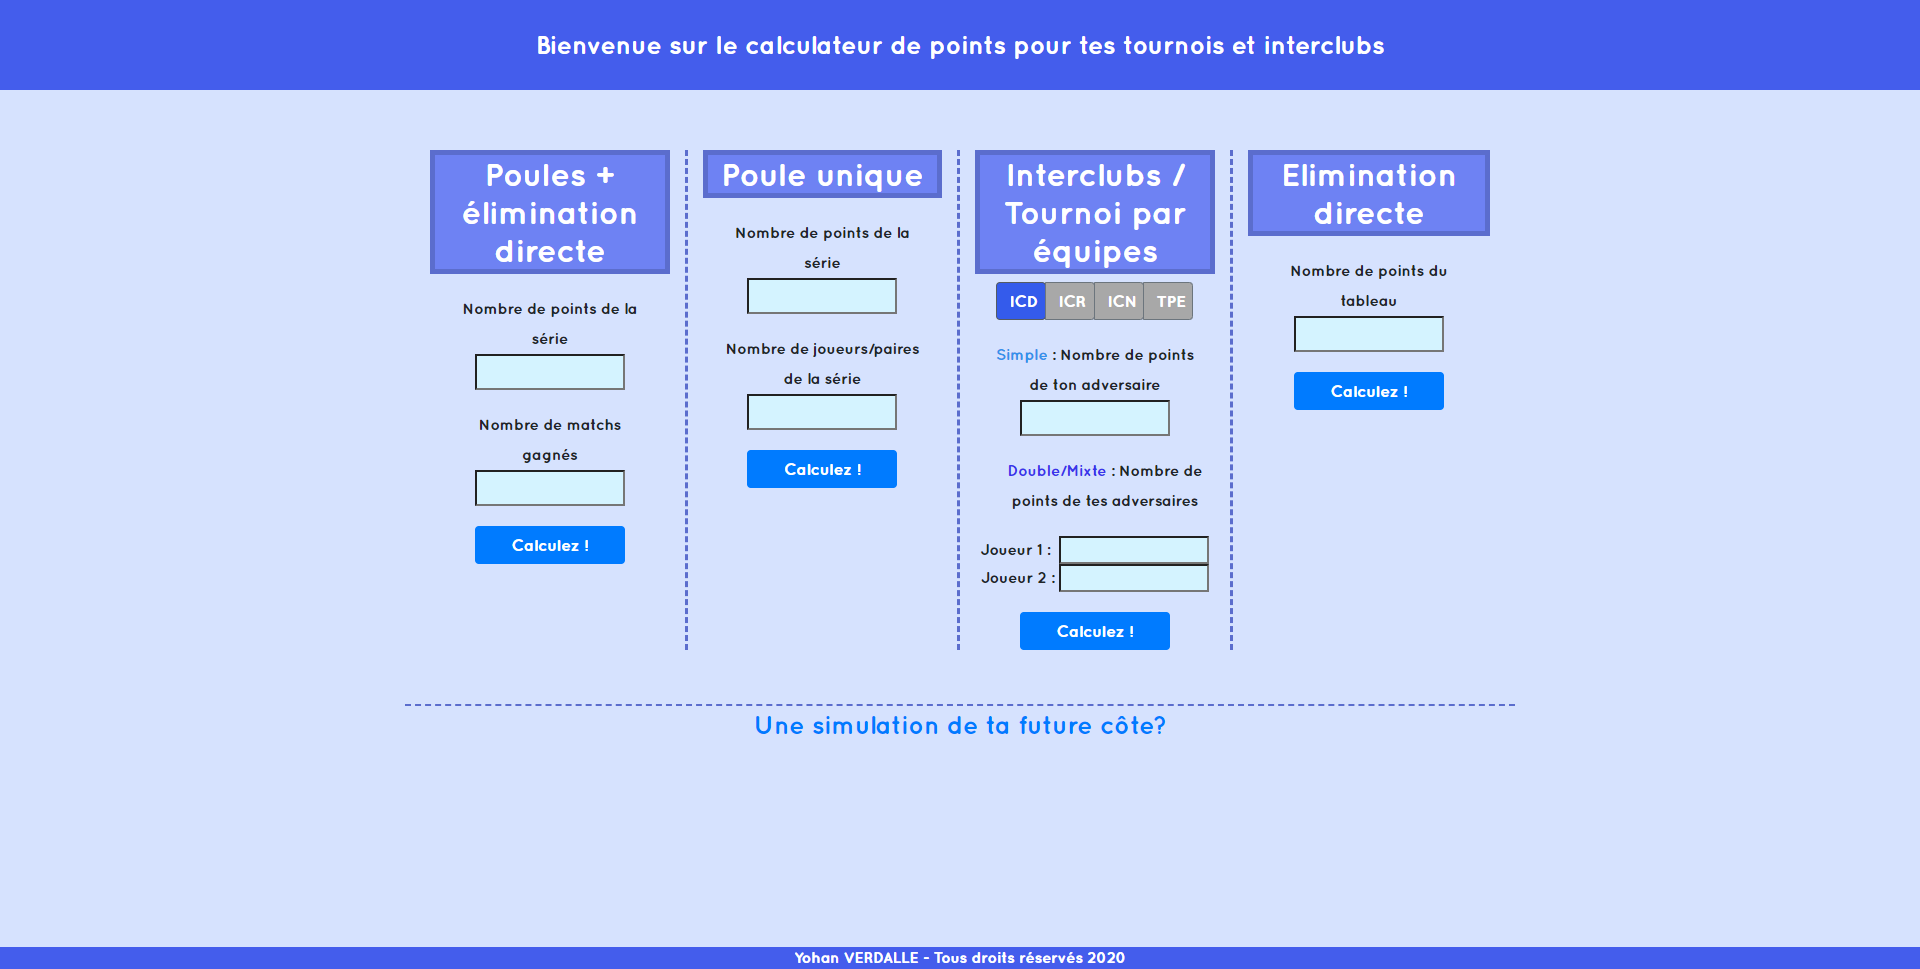 Bienvenue sur le calculateur de points pour tes tournois et interclubs
Poules +
élimination
directe
Nombre de points de la
série
Nombre de matchs
gagnés
Calculez !
Poule unique
Nombre de points de la
série
Nombre de joueurs/paires
de la série
Calculez !
Interclubs /
Tournoi par
équipes
ICD ICR ICN TPE
Simple : Nombre de points
de ton adversaire
Double/Mixte : Nombre de
points de tes adversaires
Joueur 1 :
Joueur 2 :
Calculez !
Elimination
directe
Nombre de points du
tableau
Calculez !
Une simulation de ta future côte?
Yohan VERDALLE - Tous droits réservés 2020